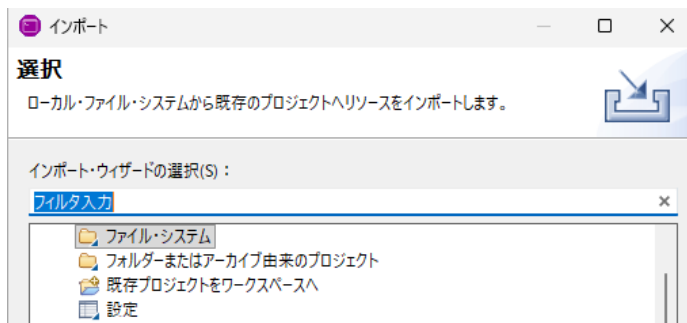 インポート
選択
ローカル・ファイル・システムから既存のプロジェクトへリソースをインポートします。
インポート・ウィザードの選択(S)：
フィルタ入力
ファイル・システム
フォルダーまたはアーカイブ由来のプロジェクト
既存プロジェクトをワークスペースへ
設定